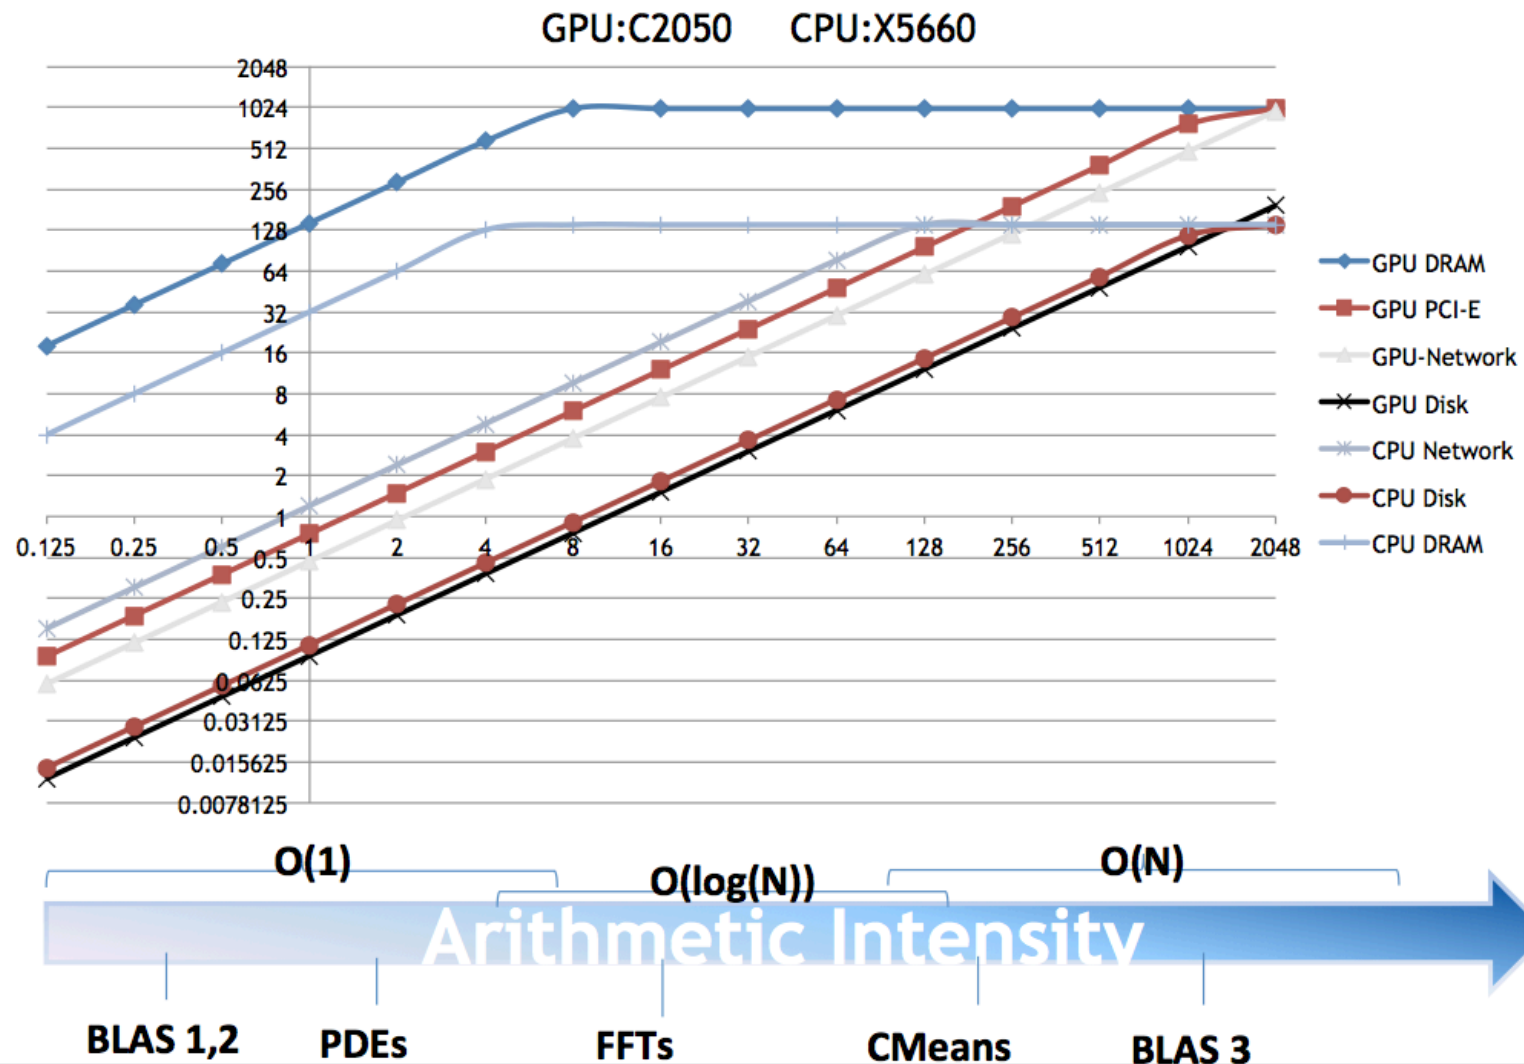 GPU:C2050 CPU:X5660
2048
1024
512
256
128
64
32
16
8
4
2
1
0.125 0.25 0.5 1 2 4 8 16 32 64 128 256 512 1024 2048
0.5
0.25
0.125
0.0625
0.03125
0.015625
0.0078125
GPU DRAM
GPU PCI-E
GPU-Network
GPU Disk
CPU Network
CPU Disk
CPU DRAM
O(1)
O(log(N))
O(N)
Arithmetic Intensity
BLAS 1,2
PDEs
FFTs
CMeans
BLAS 3